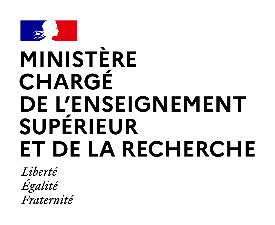 MINISTÈRE
CHARGÉ
DE L'ENSEIGNEMENT
SUPÉRIEUR
ET DE LA RECHERCHE
Liberté
Égalité
Fraternité